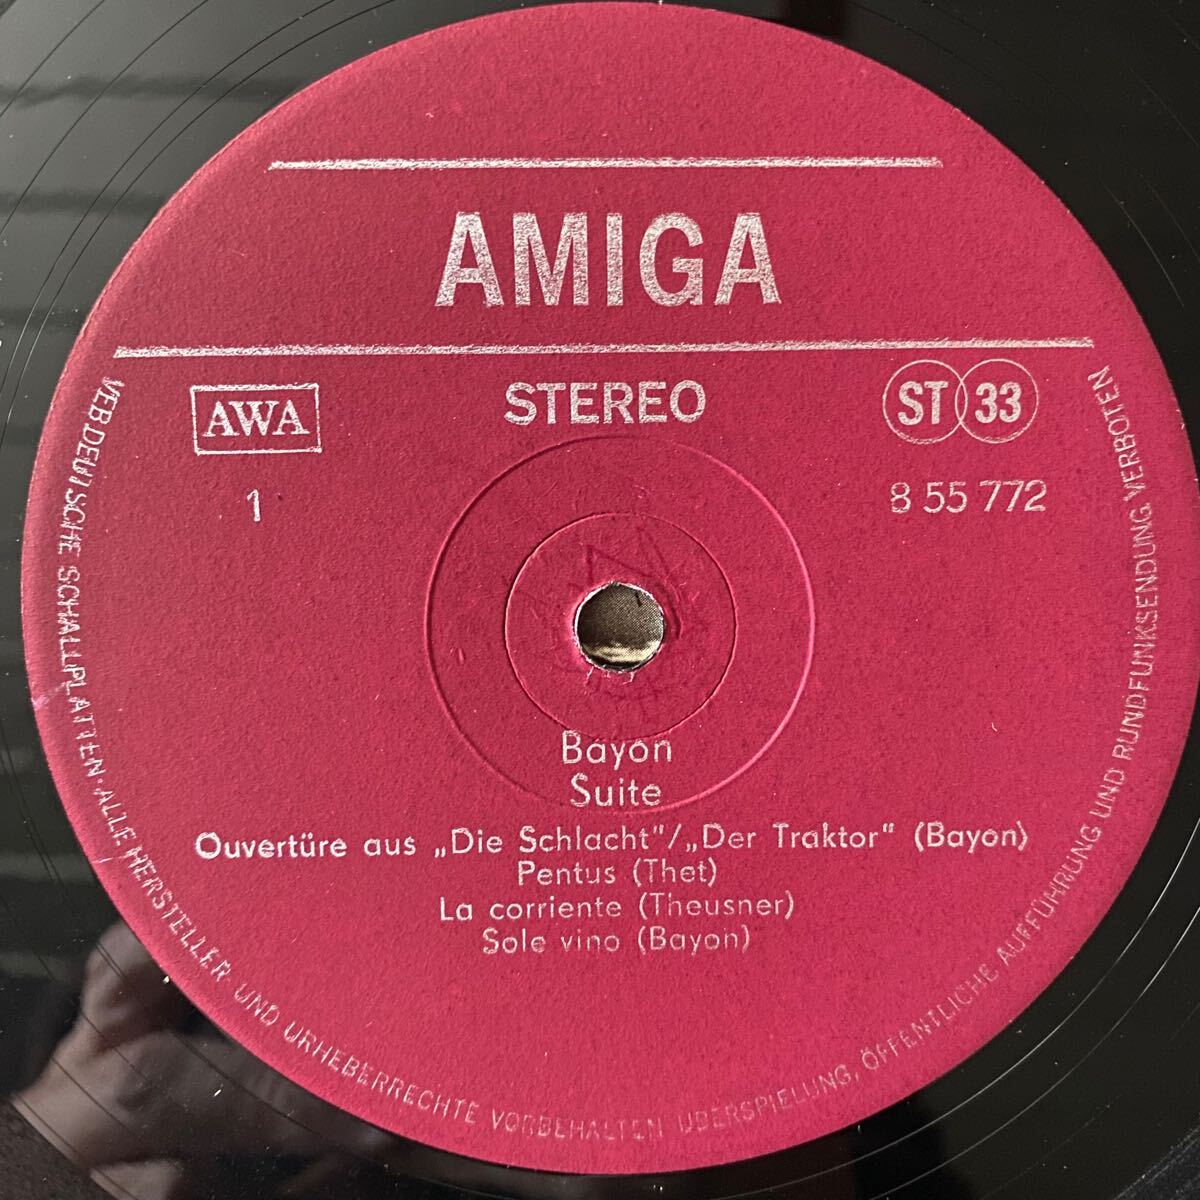 AMIGA
AWA
STEREO
ST 33
1
8 55 772
Bayon
Suite
Ouvertüre aus „Die Schlacht"/„Der Traktor" (Bayon)
Pentus (Thet)
La corriente (Theusner)
Sole vino (Bayon)
VEB DEUTSCHE SCHALLPLATTEN · ALLE HERSTELLER- UND URHEBERRECHTE VORBEHALTEN ÜBERSPIELUNG, ÖFFENTLICHE AUFFÜHRUNG UND RUNDFUNKSENDUNG VERBOTEN